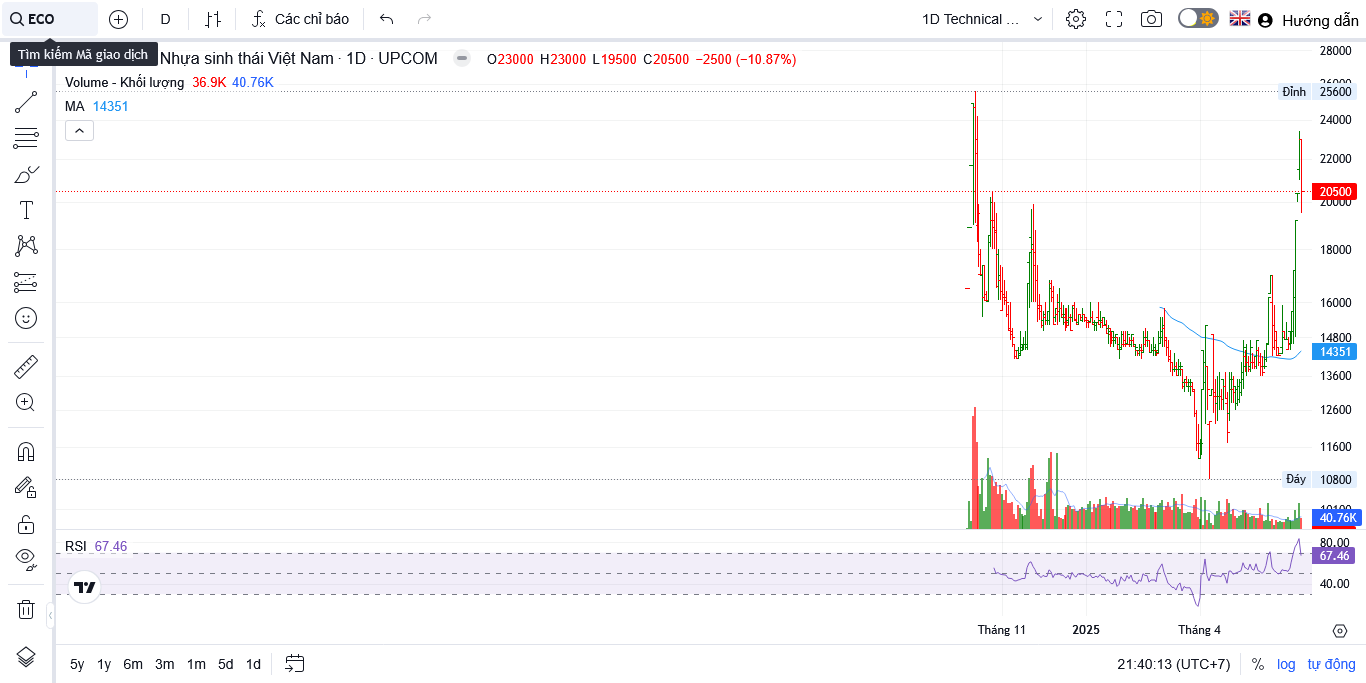 ECO
D
Các chỉ báo
1D Technical ...
Hướng dẫn
Tìm kiếm Mã giao dịch
Nhựa sinh thái Việt Nam · 1D · UPCOM
O23000 H23000 L19500 C20500 −2500 (−10.87%)
Volume - Khối lượng 36.9K 40.76K
MA 14351
28000
26000
Đỉnh 25600
24000
22000
20500
20000
18000
16000
14800
14351
13600
12600
11600
Đáy 10800
40.76K
RSI 67.46
80.00
67.46
40.00
Tháng 11 2025 Tháng 4
5y 1y 6m 3m 1m 5d 1d
21:40:13 (UTC+7) % log tự động